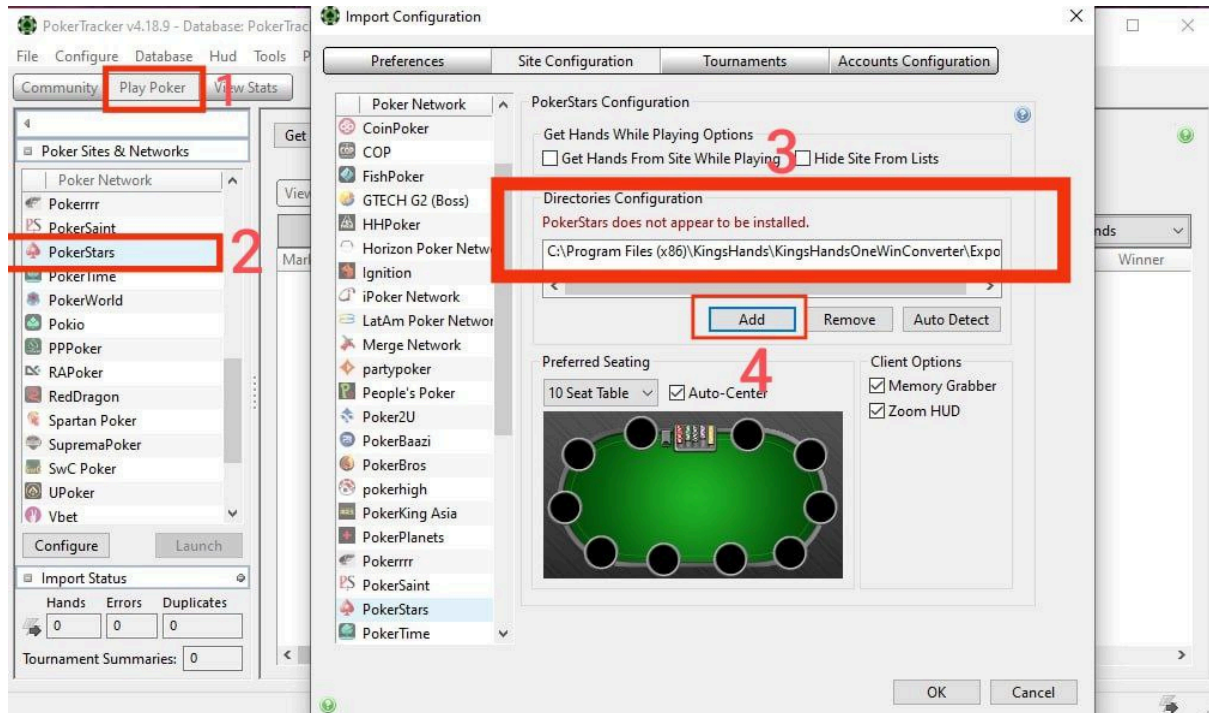 PokerTracker v4.18.9 - Database: PokerTrac
File Configure Database Hud Tools P
Community Play Poker View Stats
1
Poker Sites & Networks
Poker Network
Pokerrrr
PokerSaint
PokerStars
2
PokerTime
PokerWorld
Pokio
PPPoker
RAPoker
RedDragon
Spartan Poker
SupremaPoker
SwC Poker
UPoker
Vbet
Configure Launch
Import Status
Hands Errors Duplicates
0 0 0
Tournament Summaries: 0
Get
View
Mar
Import Configuration
Preferences Site Configuration Tournaments Accounts Configuration
Poker Network
CoinPoker
COP
FishPoker
GTECH G2 (Boss)
HHPoker
Horizon Poker Netw
Ignition
iPoker Network
LatAm Poker Networ
Merge Network
partypoker
People's Poker
Poker2U
PokerBaazi
PokerBros
pokerhigh
PokerKing Asia
PokerPlanets
Pokerrrr
PokerSaint
PokerStars
PokerTime
PokerStars Configuration
Get Hands While Playing Options
3
Get Hands From Site While Playing Hide Site From Lists
Directories Configuration
PokerStars does not appear to be installed.
C:\Program Files (x86)\KingsHands\KingsHandsOneWinConverter\Expo
Add Remove Auto Detect
4
Preferred Seating
10 Seat Table Auto-Center
Client Options
Memory Grabber
Zoom HUD
OK Cancel
nds
Winner